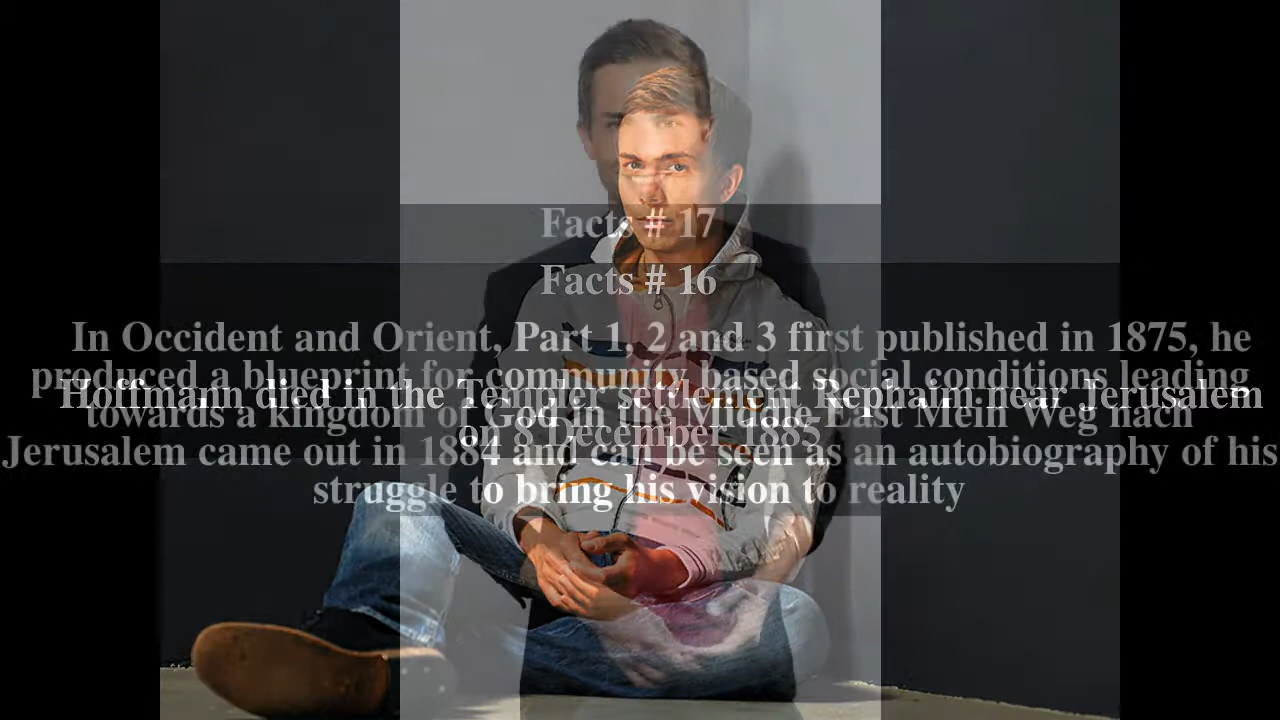 Facts # 17
Facts # 16
In Occident and Orient, Part 1, 2 and 3 first published in 1875, he
produced a blueprint for community based social conditions leading
Hoffmann died in the Templer settlement Rephaim near Jerusalem
towards a kingdom of God in the Middle-East Mein Weg nach
on 8 December 1885
Jerusalem came out in 1884 and can be seen as an autobiography of his
struggle to bring his vision to reality